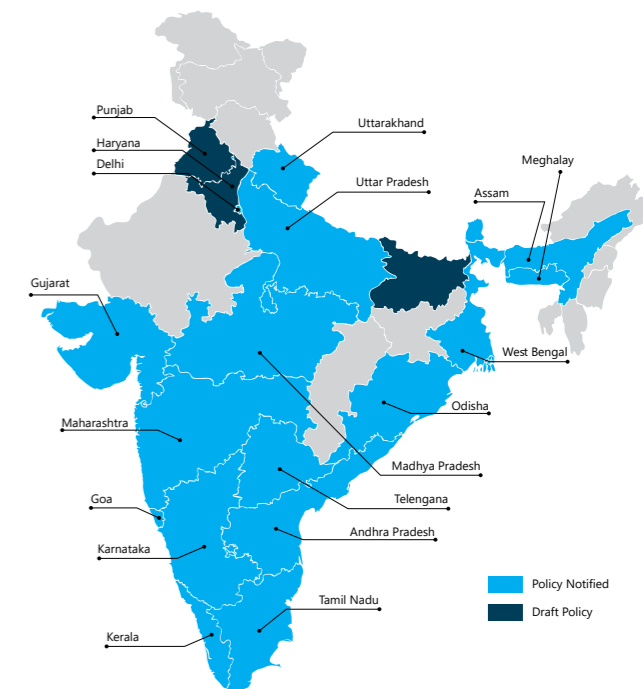 Punjab
Haryana
Delhi
Uttarakhand
Uttar Pradesh
Meghalay
Assam
Gujarat
West Bengal
Odisha
Maharashtra
Madhya Pradesh
Telengana
Goa
Andhra Pradesh
Karnataka
Tamil Nadu
Kerala
Policy Notified
Draft Policy